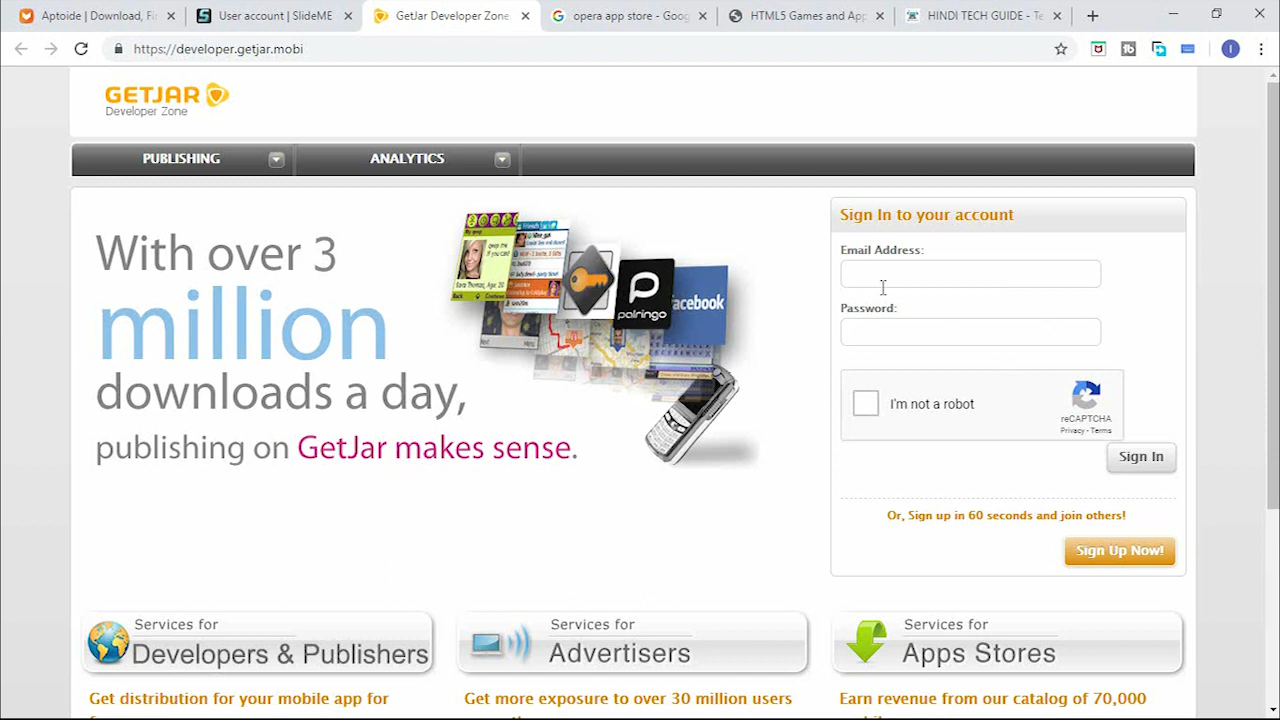 Aptoide | Download, Fi
User account | SlideME
GetJar Developer Zone
opera app store - Goog
HTML5 Games and App
HINDI TECH GUIDE - Te
https://developer.getjar.mobi
GETJAR
Developer Zone
PUBLISHING
ANALYTICS
With over 3
million
downloads a day,
publishing on GetJar makes sense.
palringo
facebook
Sign In to your account
Email Address:
Password:
I'm not a robot
reCAPTCHA
Privacy - Terms
Sign In
Or, Sign up in 60 seconds and join others!
Sign Up Now!
Services for
Developers & Publishers
Services for
Advertisers
Services for
Apps Stores
Get distribution for your mobile app for
Get more exposure to over 30 million users
Earn revenue from our catalog of 70,000